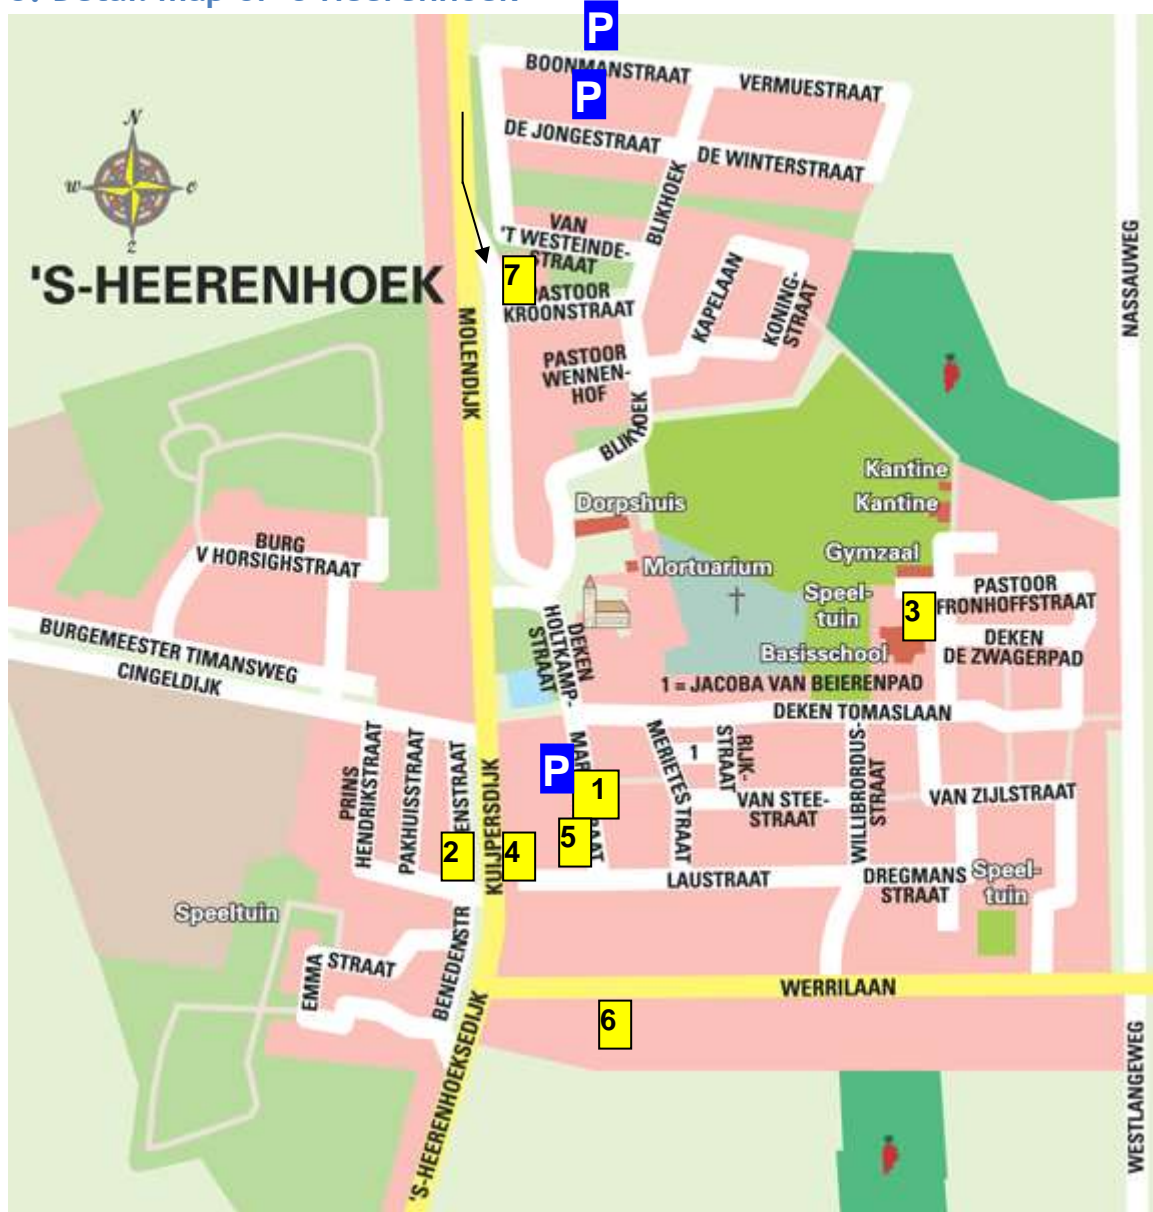 P
BOONMANSTRAAT
VERMUESTRAAT
P
N
W
O
Z
DE JONGESTRAAT
DE WINTERSTRAAT
BLIKHOEK
VAN
'T WESTEINDE-
STRAAT
7
PASTOOR
KROONSTRAAT
'S-HEERENHOEK
KAPELAAN
KONING-
STRAAT
NASSAUWEG
MOLENDIJK
PASTOOR
WENNEN-
HOF
BLIKHOEK
Kantine
Kantine
Dorpshuis
Gymzaal
Mortuarium
BURG
V HORSIGHSTRAAT
Speel-
tuin
3
PASTOOR
FRONHOFFSTRAAT
DEKEN
DE ZWAGERPAD
Basisschool
DEKEN
HOLTKAMP-
STRAAT
BURGEMEESTER TIMANSWEG
CINGELDIJK
1 = JACOBA VAN BEIERENPAD
DEKEN TOMASLAAN
PRINS
HENDRIKSTRAAT
PAKHUISSTRAAT
KUIJPERSDIJK
P
1
MERIETESTRAAT
1
RIJK-
STRAAT
VAN STEE-
STRAAT
WILLIBRORDUS-
STRAAT
VAN ZIJLSTRAAT
2
4
5
LAUSTRAAT
DREGMANS
STRAAT
Speel-
tuin
Speeltuin
EMMA
STRAAT
BENEDENSTR
WERRILAAN
6
'S-HEERENHOEKSEDIJK
WESTLANGEWEG